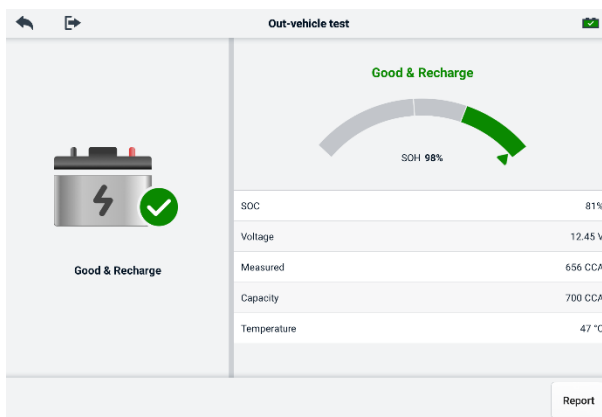 Out-vehicle test
Good & Recharge
Good & Recharge
SOH 98%
SOC 81%
Voltage 12.45 V
Measured 656 CCA
Capacity 700 CCA
Temperature 47 °C
Report